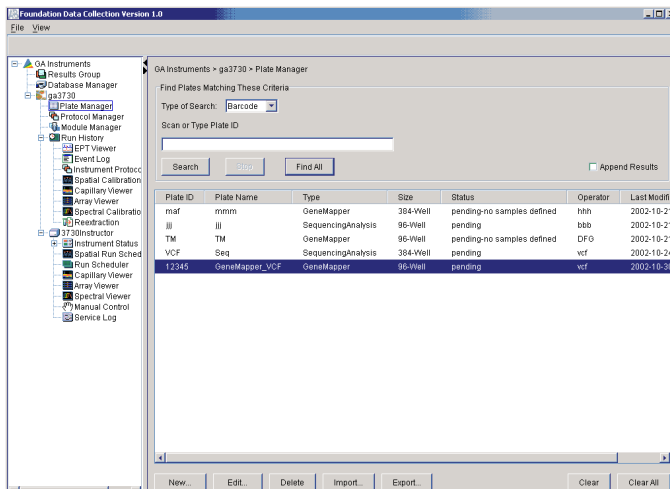 Foundation Data Collection Version 1.0
File View
GA Instruments
Results Group
Database Manager
ga3730
Plate Manager
Protocol Manager
Module Manager
Run History
EPT Viewer
Event Log
Instrument Protocc
Spatial Calibration
Capillary Viewer
Array Viewer
Spectral Calibratio
Reextraction
3730Instructor
Instrument Status
Spatial Run Sched
Run Scheduler
Capillary Viewer
Array Viewer
Spectral Viewer
Manual Control
Service Log
GA Instruments > ga3730 > Plate Manager
Find Plates Matching These Criteria
Type of Search: Barcode
Scan or Type Plate ID
Search Stop Find All Append Results
Plate ID Plate Name Type Size Status Operator Last Modifi
maf mmm GeneMapper 384-Well pending-no samples defined hhh 2002-10-21
jjj jjj SequencingAnalysis 96-Well pending bbb 2002-10-21
TM TM GeneMapper 96-Well pending-no samples defined DFG 2002-10-21
VCF Seq SequencingAnalysis 384-Well pending vcf 2002-10-24
12345 GeneMapper_VCF GeneMapper 96-Well pending vcf 2002-10-30
New... Edit... Delete Import... Export... Clear Clear All